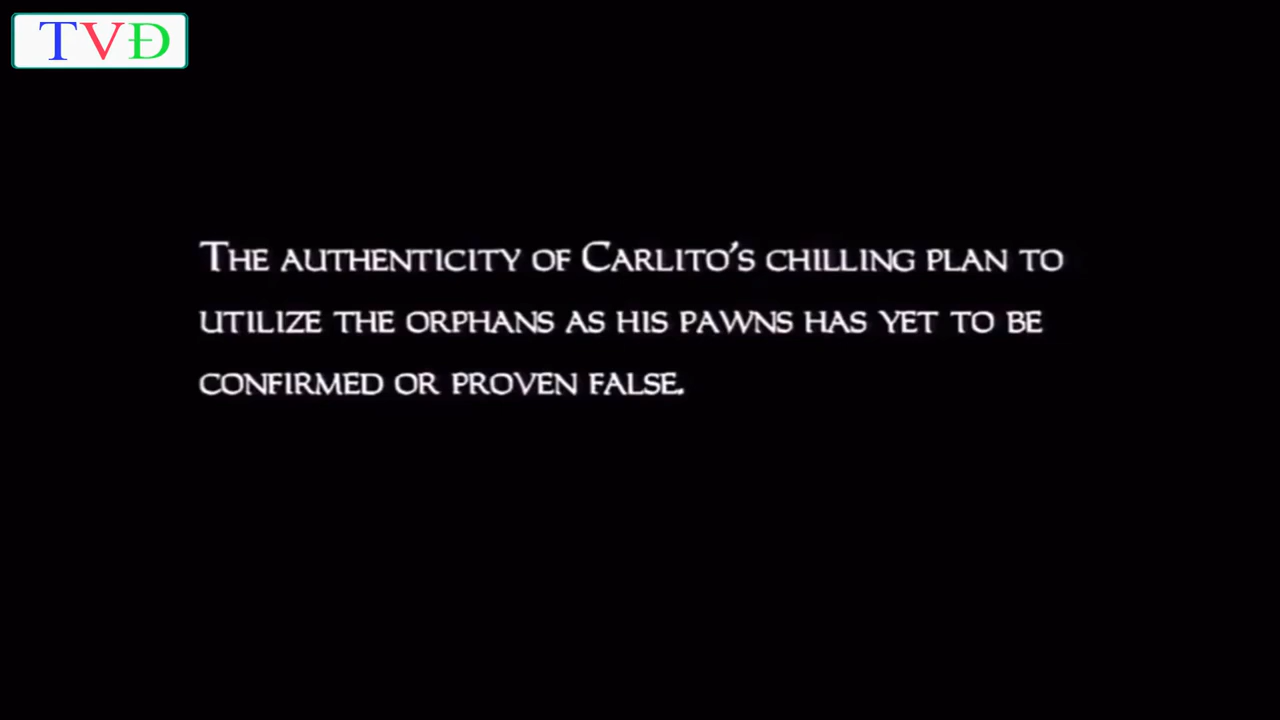 TVĐ
The authenticity of Carlito's chilling plan to
utilize the orphans as his pawns has yet to be
confirmed or proven false.